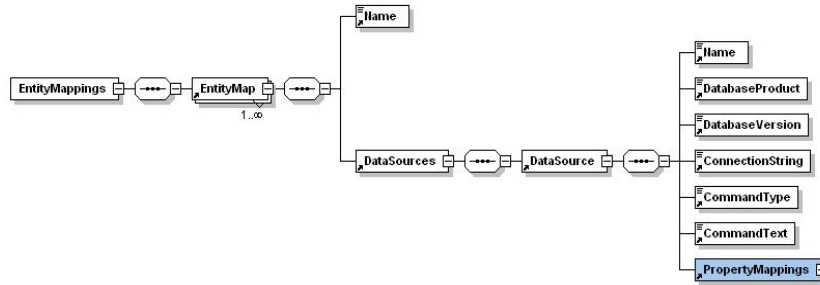 Name
EntityMappings
EntityMap
1..∞
DataSources
DataSource
Name
DatabaseProduct
DatabaseVersion
ConnectionString
CommandType
CommandText
PropertyMappings